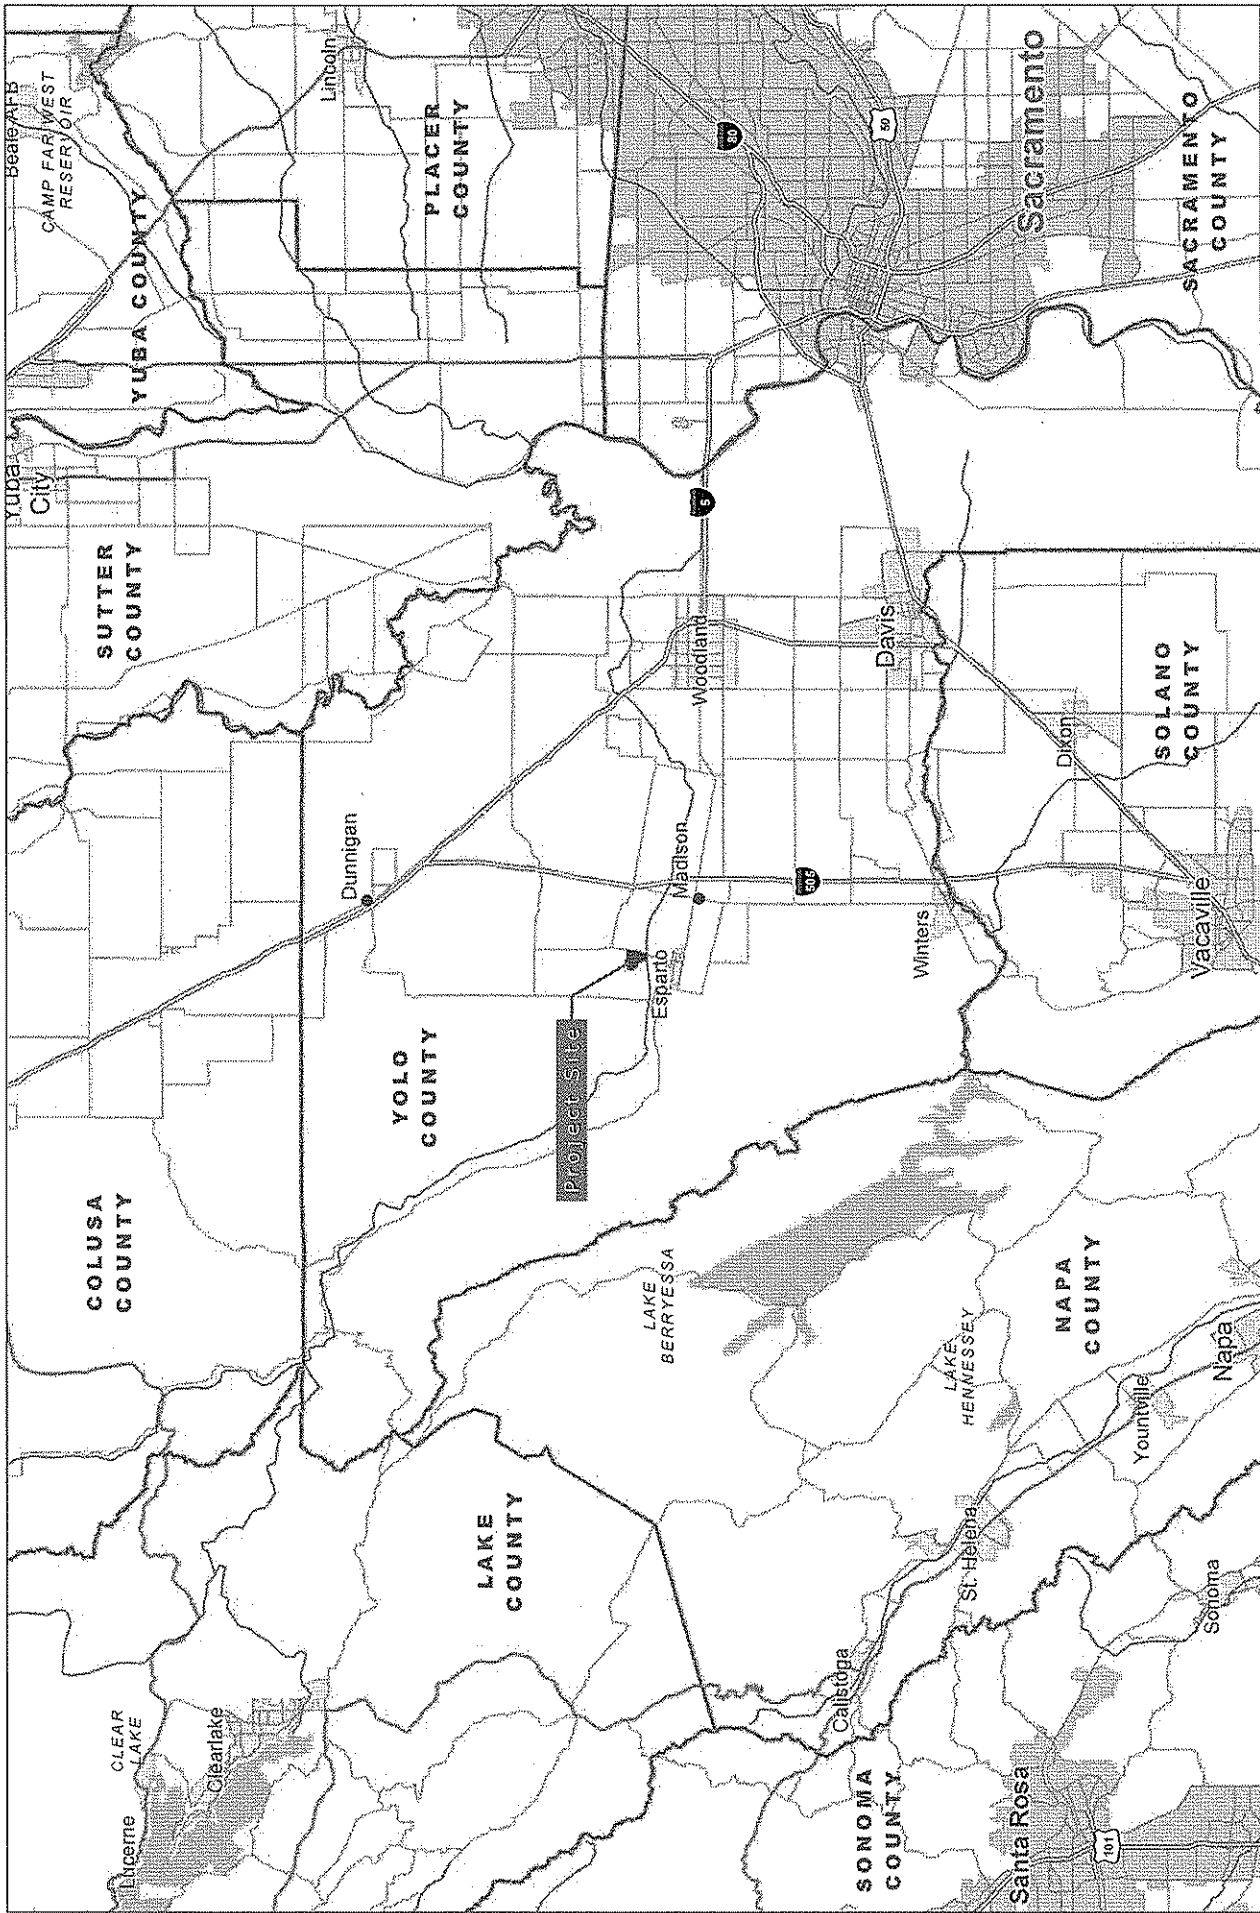 Lucerne
CLEAR
LAKE
Clearlake
COLUSA
COUNTY
SUTTER
COUNTY
Yuba
City
YUBA COUNTY
Beale AFB
CAMP FAR WEST
RESERVOIR
Lincoln
PLACER
COUNTY
Dunnigan
YOLO
COUNTY
LAKE
COUNTY
Project Site
Esparto
Madison
Woodland
5
80
50
LAKE
BERRYESSA
505
Calistoga
SONOMA
COUNTY
Winters
Davis
LAKE
HENNESSEY
St. Helena
Sacramento
Santa Rosa
101
NAPA
COUNTY
Dixon
Yountville
SOLANO
COUNTY
SACRAMENTO
COUNTY
Vacaville
Napa
Sonoma